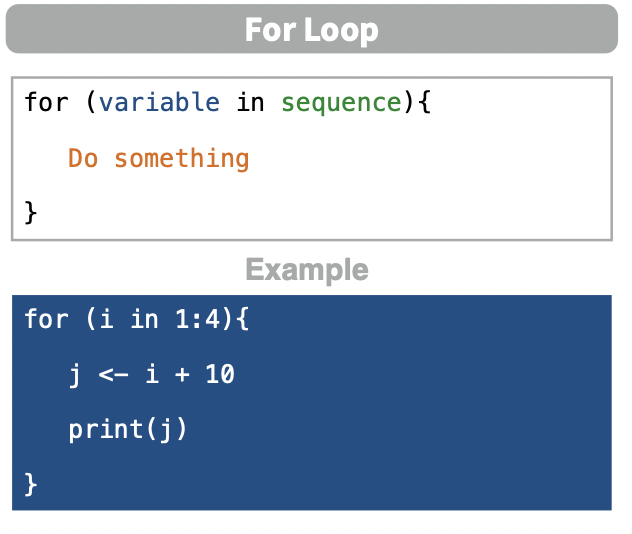 For Loop
for (variable in sequence){
Do something
}
Example
for (i in 1:4){
j <- i + 10
print(j)
}